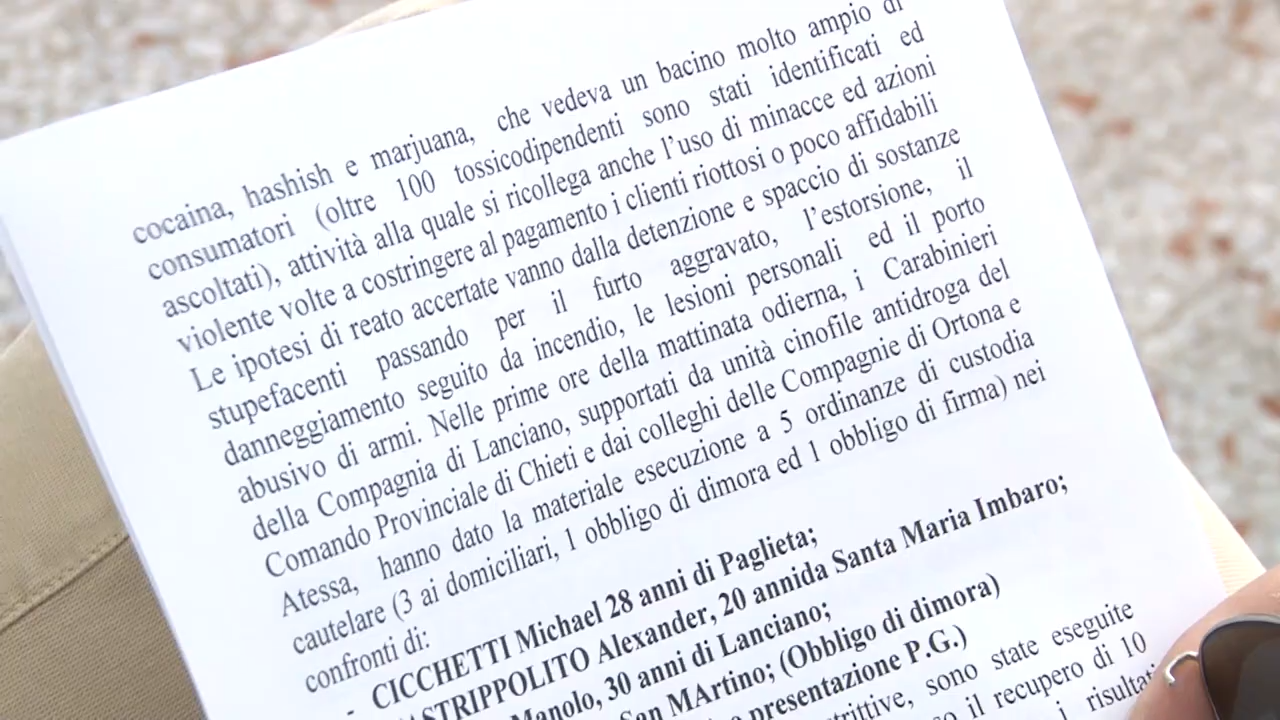 cocaina, hashish e marjuana, che vedeva un bacino molto ampio di
consumatori (oltre 100 tossicodipendenti sono stati identificati ed
ascoltati), attività alla quale si ricollega anche l'uso di minacce ed azioni
violente volte a costringere al pagamento i clienti riottosi o poco affidabili
Le ipotesi di reato accertate vanno dalla detenzione e spaccio di sostanze
stupefacenti passando per il furto aggravato, l'estorsione, il
danneggiamento seguito da incendio, le lesioni personali ed il porto
abusivo di armi. Nelle prime ore della mattinata odierna, i Carabinieri
della Compagnia di Lanciano, supportati da unità cinofile antidroga del
Comando Provinciale di Chieti e dai colleghi delle Compagnie di Ortona e
Atessa, hanno dato la materiale esecuzione a 5 ordinanze di custodia
cautelare (3 ai domiciliari, 1 obbligo di dimora ed 1 obbligo di firma) nei
confronti di:
- CICCHETTI Michael 28 anni di Paglieta;
Alexander, 20 annida Santa Maria Imbaro;
Manolo, 30 anni di Lanciano;
San MArtino; (Obbligo di dimora)
presentazione P.G.)
sono state eseguite
il recupero di 10
i